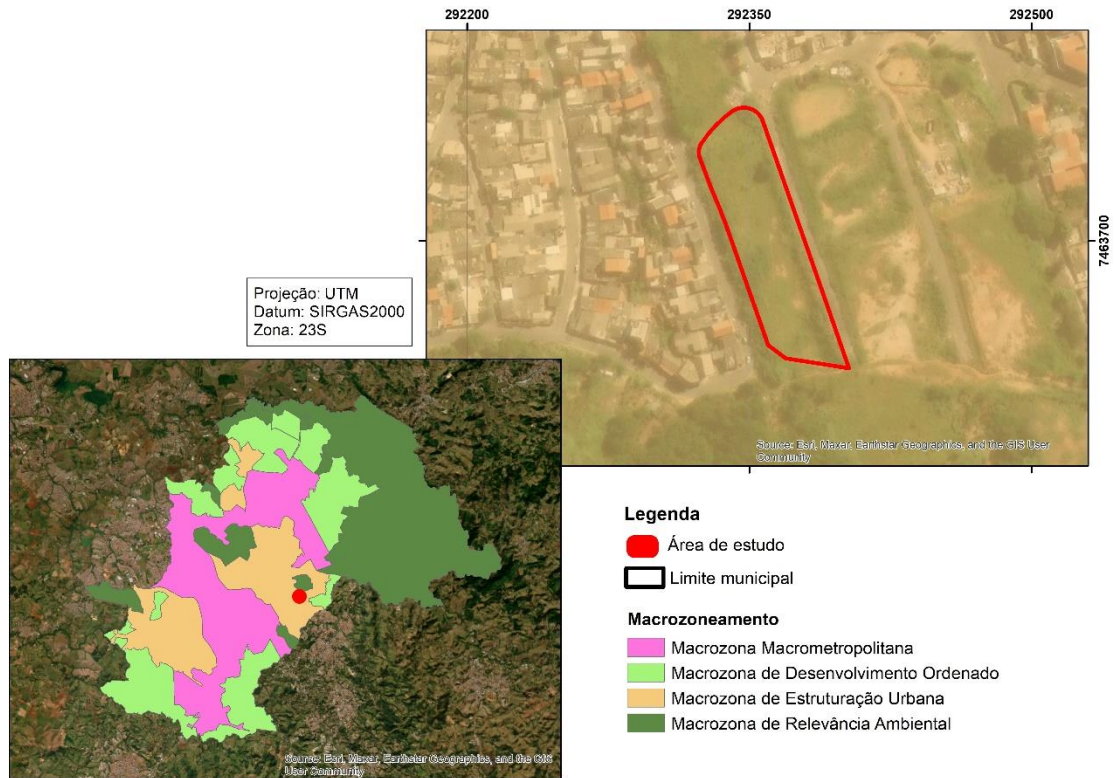 292200
292350
292500
7463700
Source: Esri, Maxar, Earthstar Geographics, and the GIS User
Community
Projeção: UTM
Datum: SIRGAS2000
Zona: 23S
Source: Esri, Maxar, Earthstar Geographics, and the GIS
User Community
Legenda
Área de estudo
Limite municipal
Macrozoneamento
Macrozona Macrometropolitana
Macrozona de Desenvolvimento Ordenado
Macrozona de Estruturação Urbana
Macrozona de Relevância Ambiental